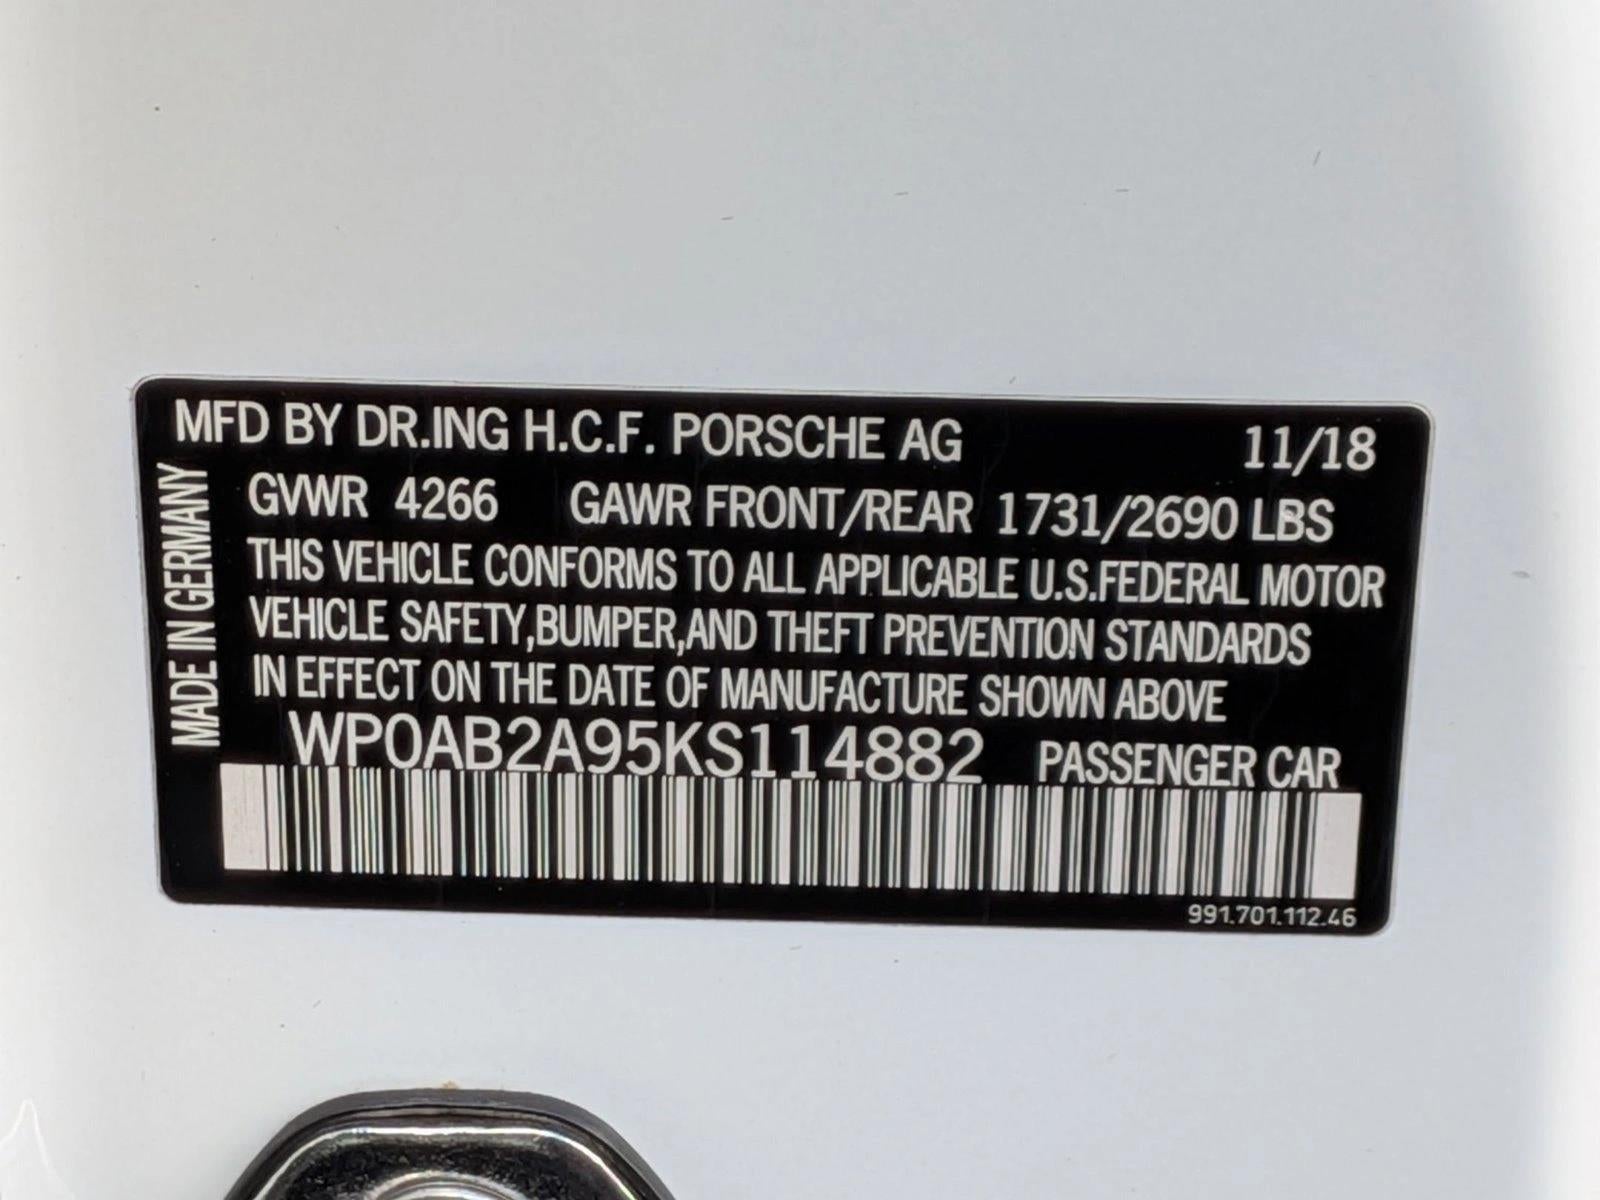 MFD BY DR.ING H.C.F. PORSCHE AG 11/18
MADE IN GERMANY
GVWR 4266 GAWR FRONT/REAR 1731/2690 LBS
THIS VEHICLE CONFORMS TO ALL APPLICABLE U.S.FEDERAL MOTOR
VEHICLE SAFETY,BUMPER,AND THEFT PREVENTION STANDARDS
IN EFFECT ON THE DATE OF MANUFACTURE SHOWN ABOVE
WP0AB2A95KS114882 PASSENGER CAR
991.701.112.46